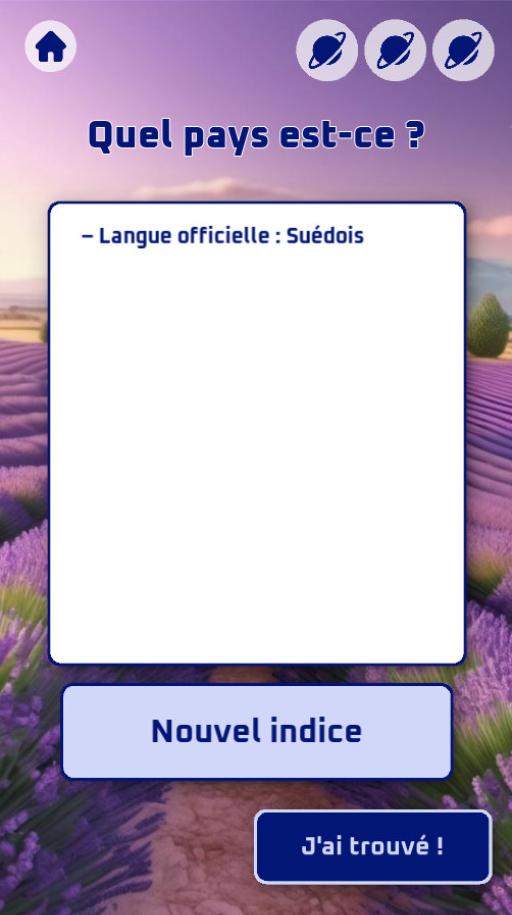 Quel pays est-ce ?
– Langue officielle : Suédois
Nouvel indice
J'ai trouvé !